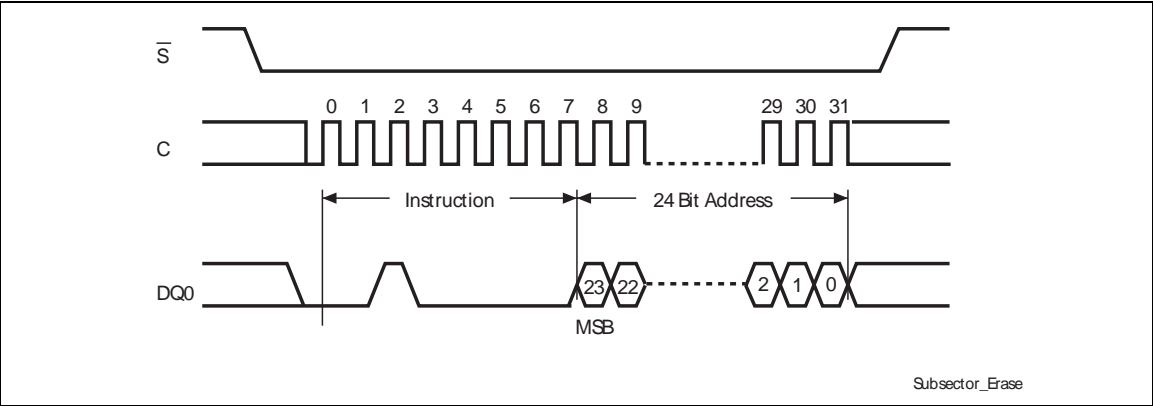 S̅
0 1 2 3 4 5 6 7 8 9 29 30 31
C
Instruction 24 Bit Address
DQ0 23 22 2 1 0
MSB
Subsector_Erase